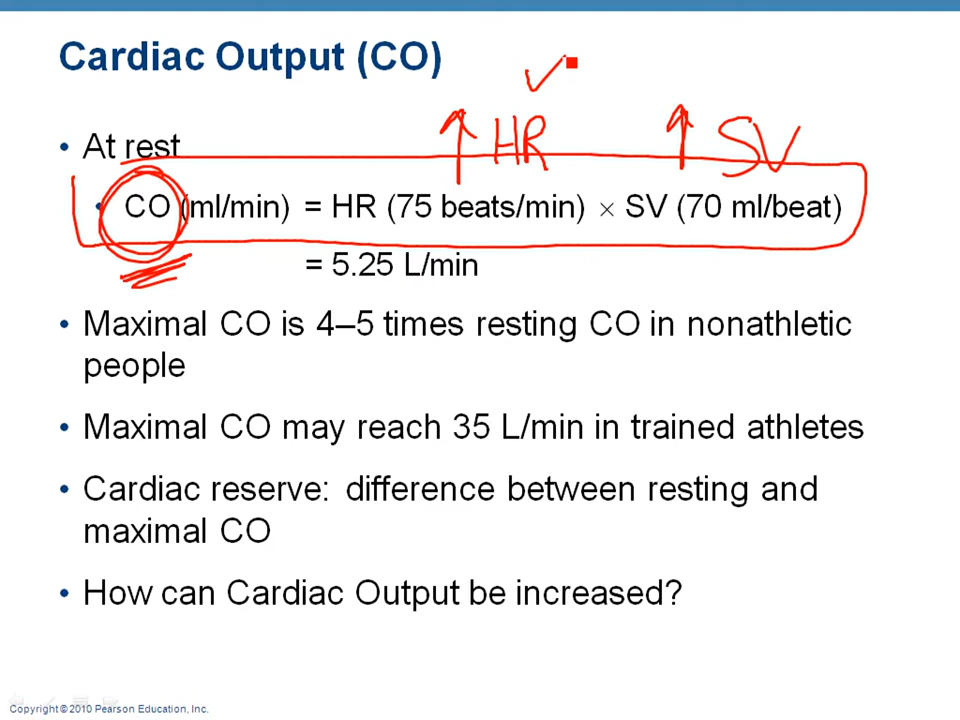 Cardiac Output (CO)
↑ HR ↑ SV
• At rest
• CO (ml/min) = HR (75 beats/min) × SV (70 ml/beat)
= 5.25 L/min
• Maximal CO is 4–5 times resting CO in nonathletic
people
• Maximal CO may reach 35 L/min in trained athletes
• Cardiac reserve: difference between resting and
maximal CO
• How can Cardiac Output be increased?
Copyright © 2010 Pearson Education, Inc.